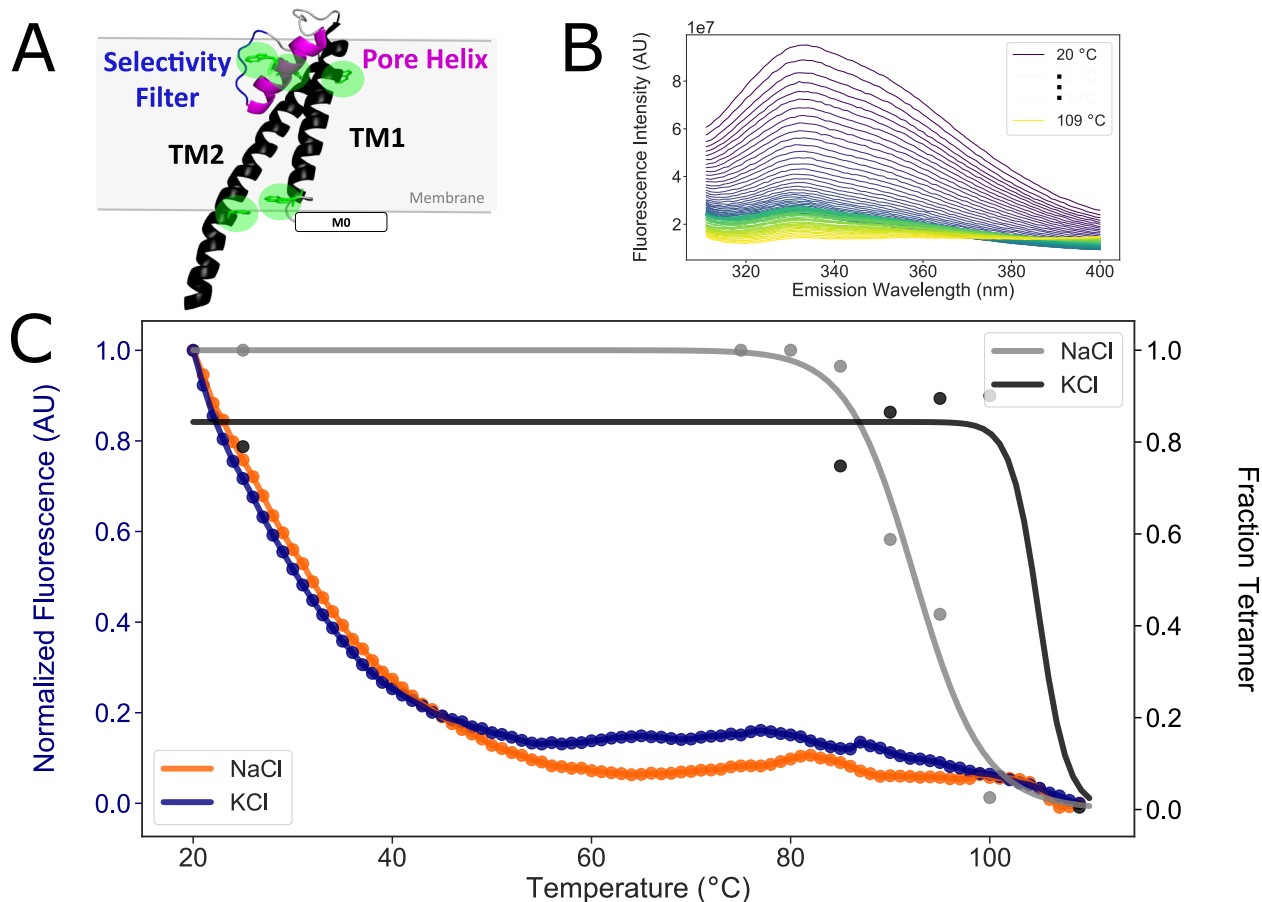 A
Selectivity
Filter
Pore Helix
TM2
TM1
Membrane
M0
B
1e7
Fluorescence Intensity (AU)
8
6
4
2
20 °C
109 °C
320
340
360
380
400
Emission Wavelength (nm)
C
Normalized Fluorescence (AU)
1.0
0.8
0.6
0.4
0.2
0.0
NaCl
KCl
NaCl
KCl
1.0
0.8
0.6
0.4
0.2
0.0
Fraction Tetramer
20
40
60
80
100
Temperature (°C)